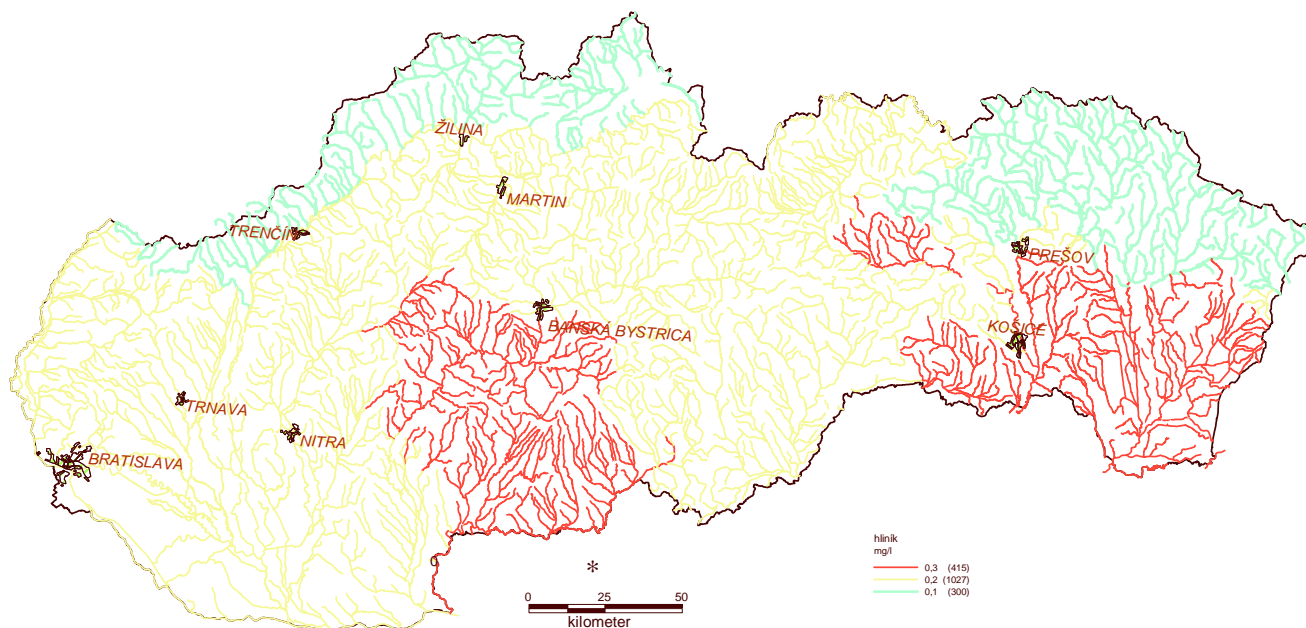 ŽILINA
MARTIN
TRENČÍN
PREŠOV
BANSKÁ BYSTRICA
KOŠICE
TRNAVA
NITRA
BRATISLAVA
hliník
mg/l
0,3 (415)
0,2 (1027)
0,1 (300)
*
0 25 50
kilometer